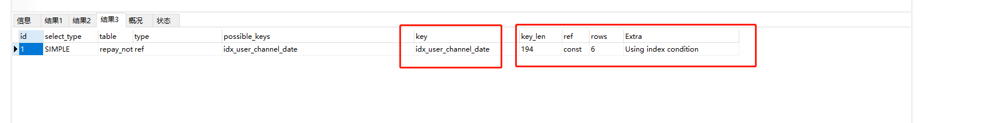 信息 结果1 结果2 结果3 概况 状态
id select_type table type possible_keys key key_len ref rows Extra
1 SIMPLE repay_not ref idx_user_channel_date idx_user_channel_date 194 const 6 Using index condition